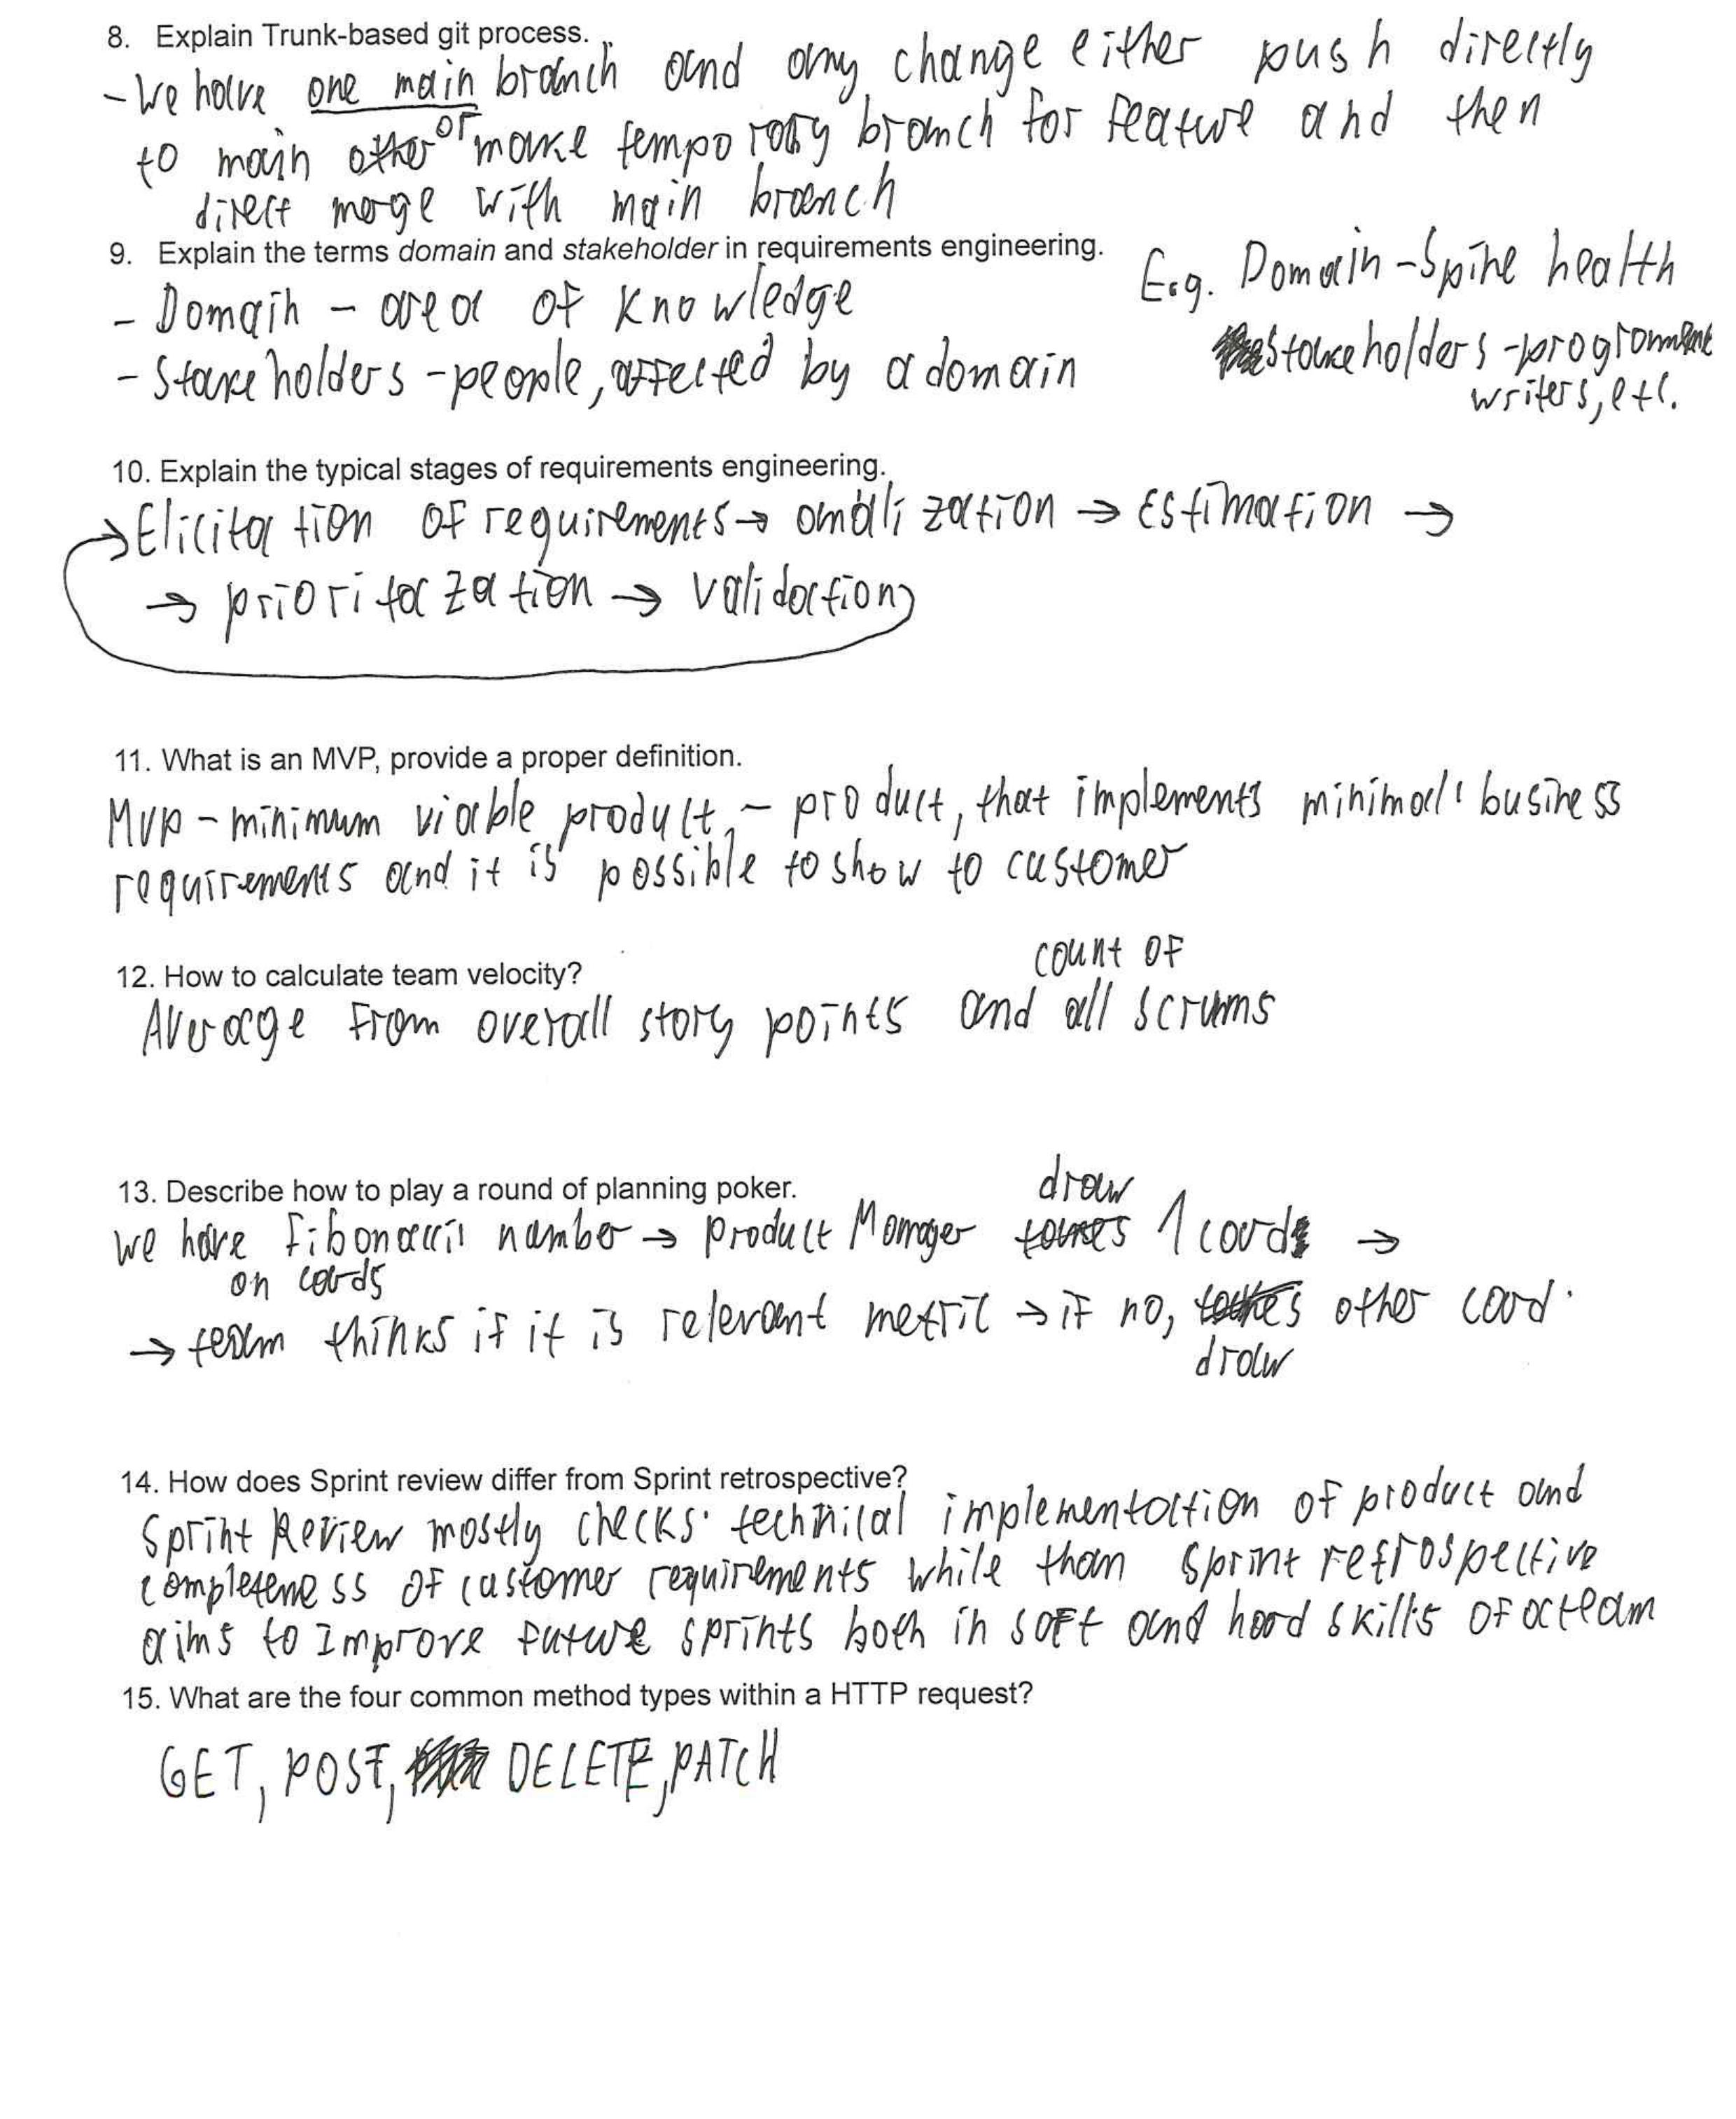 8. Explain Trunk-based git process.
- We have one main branch and any change either push directly
to main or make temporary branch for feature and then
direct merge with main branch
9. Explain the terms domain and stakeholder in requirements engineering.
- Domain - area of knowledge
- Stakeholders - people, affected by a domain
E.g. Domain - Spine health
stakeholders - programme
writers, etc.
10. Explain the typical stages of requirements engineering.
→ Elicitation of requirements → analization → Estimation →
→ prioritazation → validation
11. What is an MVP, provide a proper definition.
MVP - minimum viable product, - product, that implements minimal business
requirements and it is possible to show to customer
12. How to calculate team velocity?
count of
Average from overall story points and all scrums
13. Describe how to play a round of planning poker.
draw
we have Fibonaccii number → product Manager takes 1 card →
on cards
→ team thinks if it is relevant metric → if no, takes other card.
draw
14. How does Sprint review differ from Sprint retrospective?
Sprint Review mostly checks technical implementation of product and
completeness of customer requirements while than sprint retrospective
aims to improve future sprints both in soft and hard skills of a team
15. What are the four common method types within a HTTP request?
GET, POST, DELETE, PATCH